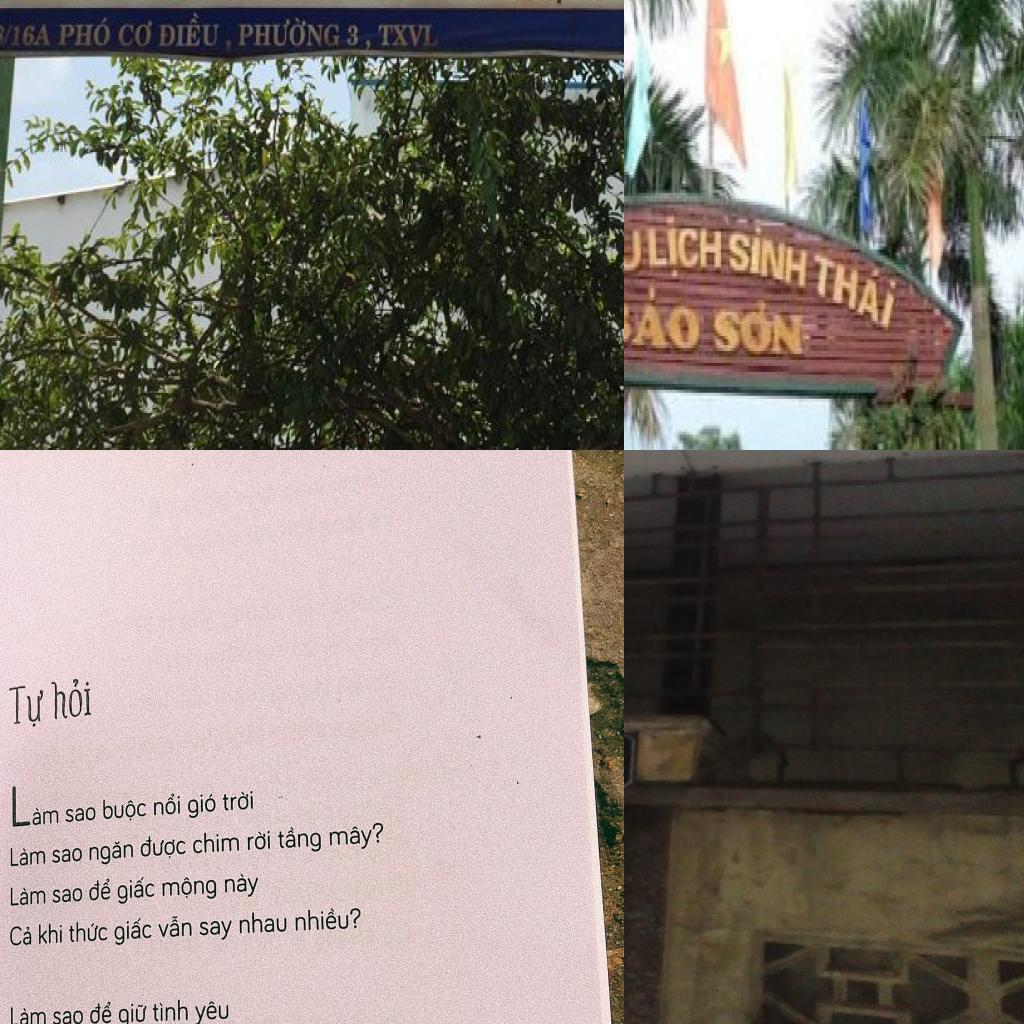 /16A PHÓ CƠ ĐIỀU , PHƯỜNG 3 , TXVL
LỊCH SINH THÁI
SƠN
Tự hỏi
Làm sao buộc nổi gió trời
Làm sao ngăn được chim rời tầng mây?
Làm sao để giấc mộng này
Cả khi thức giấc vẫn say nhau nhiều?
Làm sao để giữ tình yêu